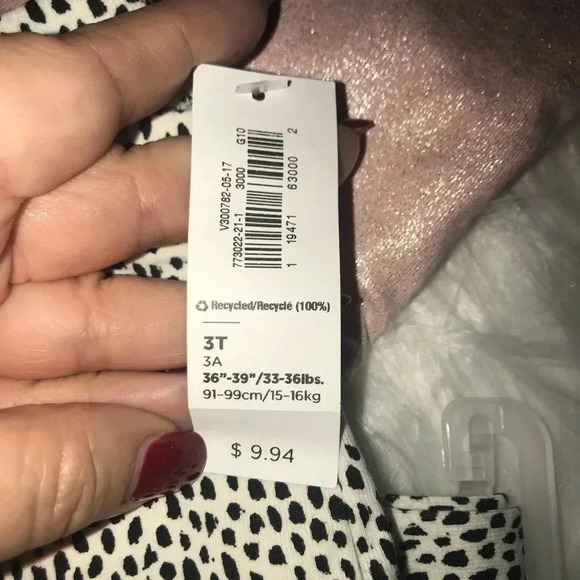 V300782-05-17
773022-21-1 3000 G10
1 19471 63000 2
Recycled/Recyclé (100%)
3T
3A
36”-39”/33-36lbs.
91-99cm/15-16kg
$ 9.94